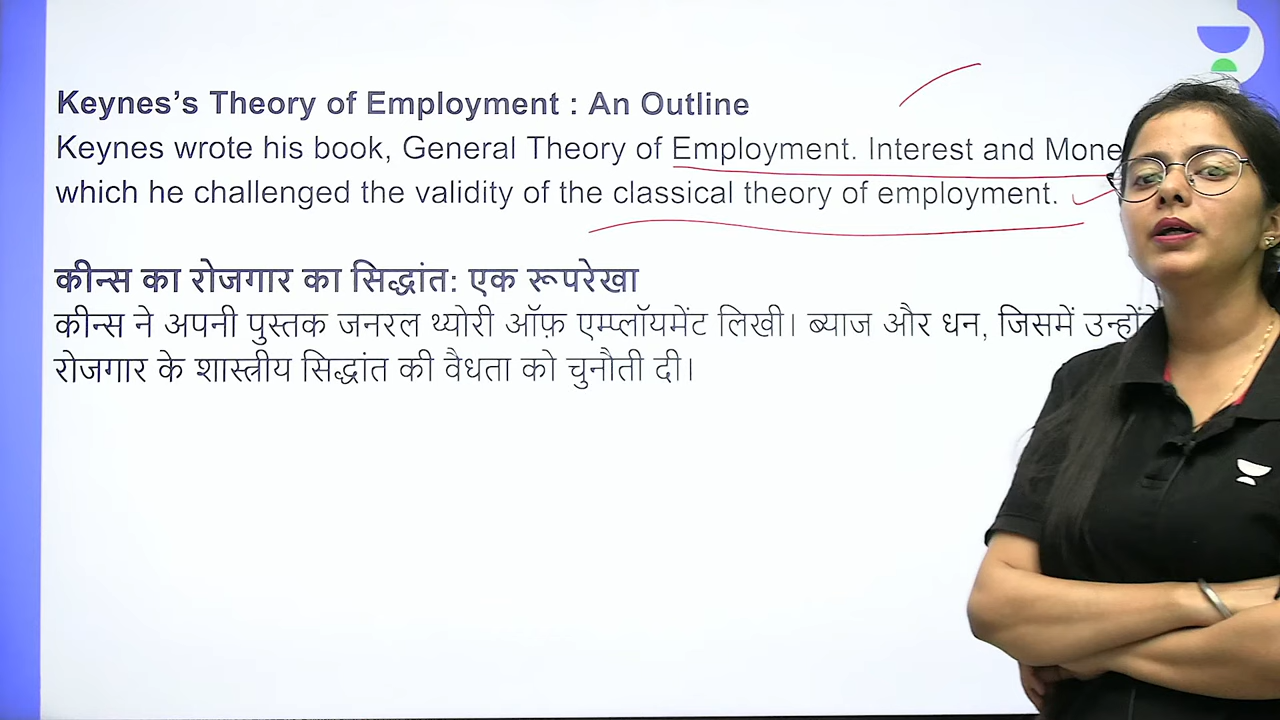 Keynes’s Theory of Employment : An Outline
Keynes wrote his book, General Theory of Employment. Interest and Mone
which he challenged the validity of the classical theory of employment.
कीन्स का रोजगार का सिद्धांत: एक रूपरेखा
कीन्स ने अपनी पुस्तक जनरल थ्योरी ऑफ़ एम्प्लॉयमेंट लिखी। ब्याज और धन, जिसमें उन्होंने
रोजगार के शास्त्रीय सिद्धांत की वैधता को चुनौती दी।